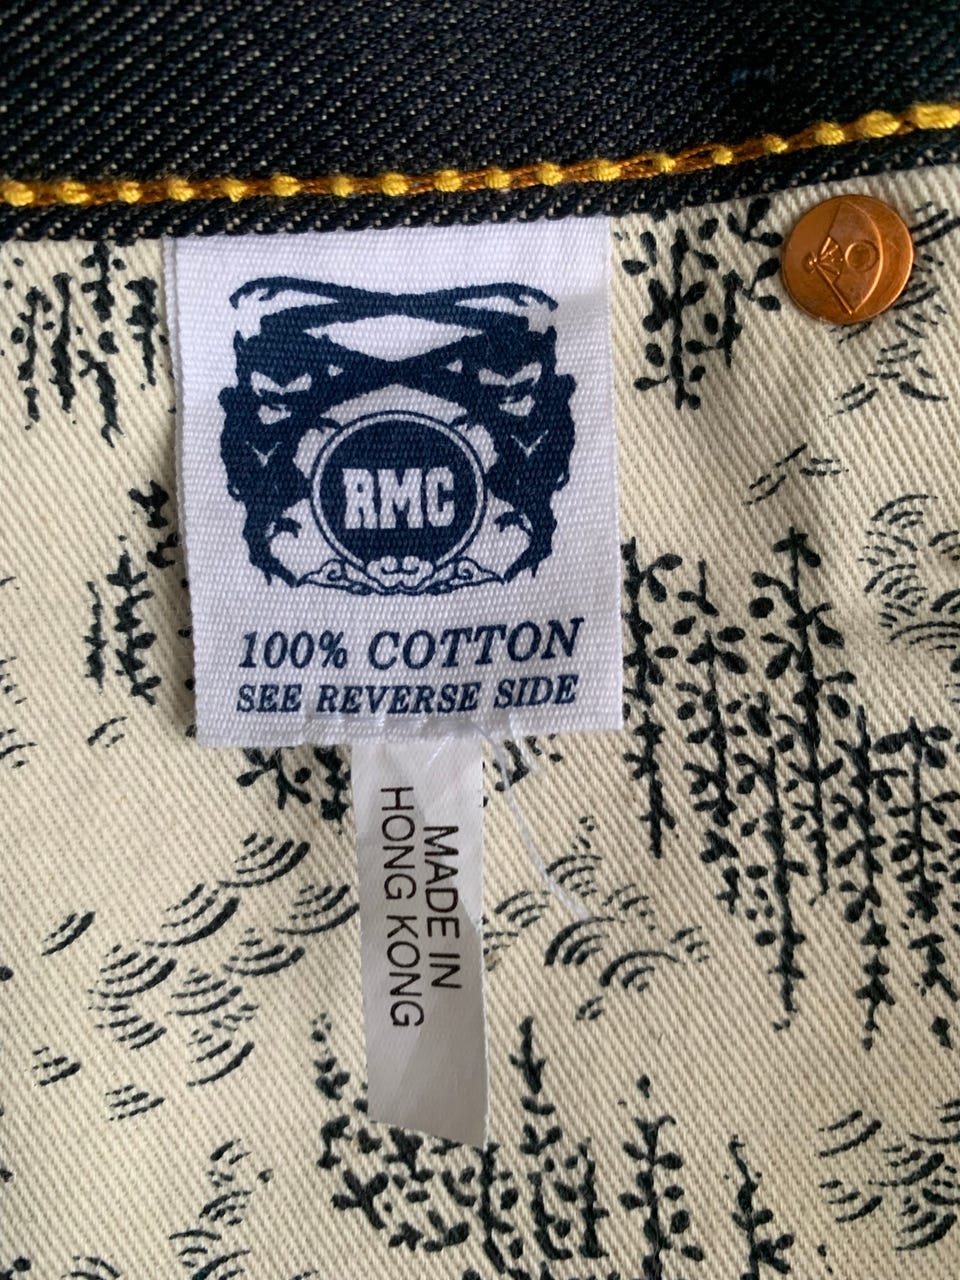 RMC
100% COTTON
SEE REVERSE SIDE
MADE IN
HONG KONG